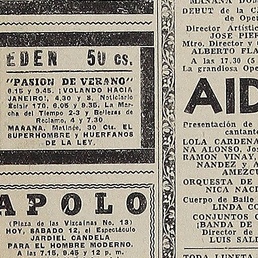 EDEN 50 cs.
"PASION DE VERANO"
6.15 y 9.45. ¡VOLANDO HACIA
JANEIRO!, 4.30 y 8. Noticiario
Eclair 170, 6.05 y 9.35. La Mar-
cha del Tiempo 2-3 y Bellezas de
Reclamo, 4 y 7.30
MAÑANA, Matinée, 30 Cts. EL
SUPERHOMBRE y HUERFANOS
DE LA LEY.
APOLO
(Plaza de las Vizcaínas No. 13)
HOY, SABADO 12, el Espectáculo
JARDIEL CANDELA
PARA EL HOMBRE MODERNO.
A las 7.15, 9.45 y 12 p. m.
MAÑANA DO
DEBUT de la C
de Oper
Director Artístic
JOSE PIER
Mtro. Director y C
ALBERTO FLA
A las 17.30 (5
La grandiosa Ope
AID
Presentación de
cantante
LOLA CARDENA
NA ALONSO, JOS
RAMON VINAY,
NANDEZ y A
AMEZCU
ORQUESTA DE
NICA NACI
Cuerpo de Baile
LINDA CO
CONJUNTOS C
¡BANDA DE
Director de
LUIS SALD
TODA LUNETA